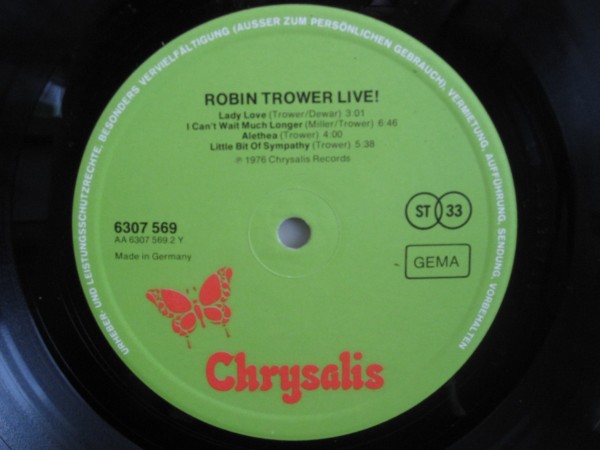 URHEBER- UND LEISTUNGSSCHUTZRECHTE, BESONDERS VERVIELFÄLTIGUNG (AUSSER ZUM PERSÖNLICHEN GEBRAUCH), VERMIETUNG, AUFFÜHRUNG, SENDUNG VORBEHALTEN
ROBIN TROWER LIVE!
Lady Love (Trower/Dewar) 3:01
I Can't Wait Much Longer (Miller/Trower) 6:46
Alethea (Trower) 4:00
Little Bit Of Sympathy (Trower) 5:38
℗ 1976 Chrysalis Records
6307 569
AA 6307 569.2 Y
Made in Germany
ST 33
GEMA
Chrysalis